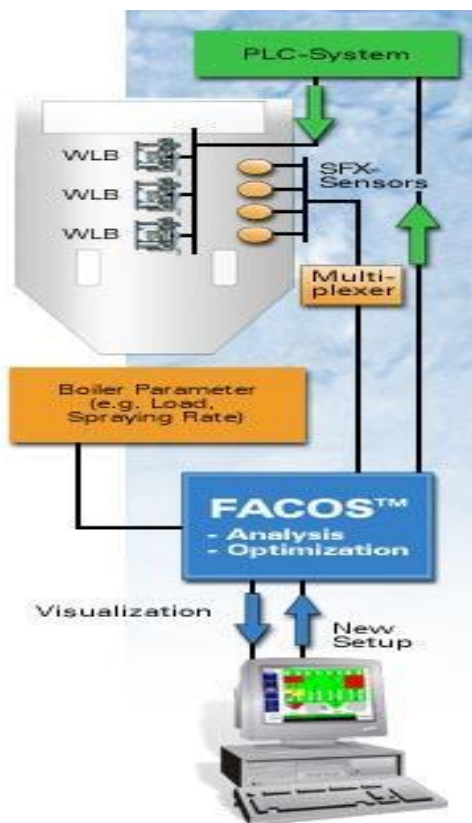 PLC-System
WLB
WLB
WLB
SFX-
Sensors
Multi-
plexer
Boiler Parameter
(e.g. Load,
Spraying Rate)
FACOS™
- Analysis
- Optimization
Visualization
New
Setup